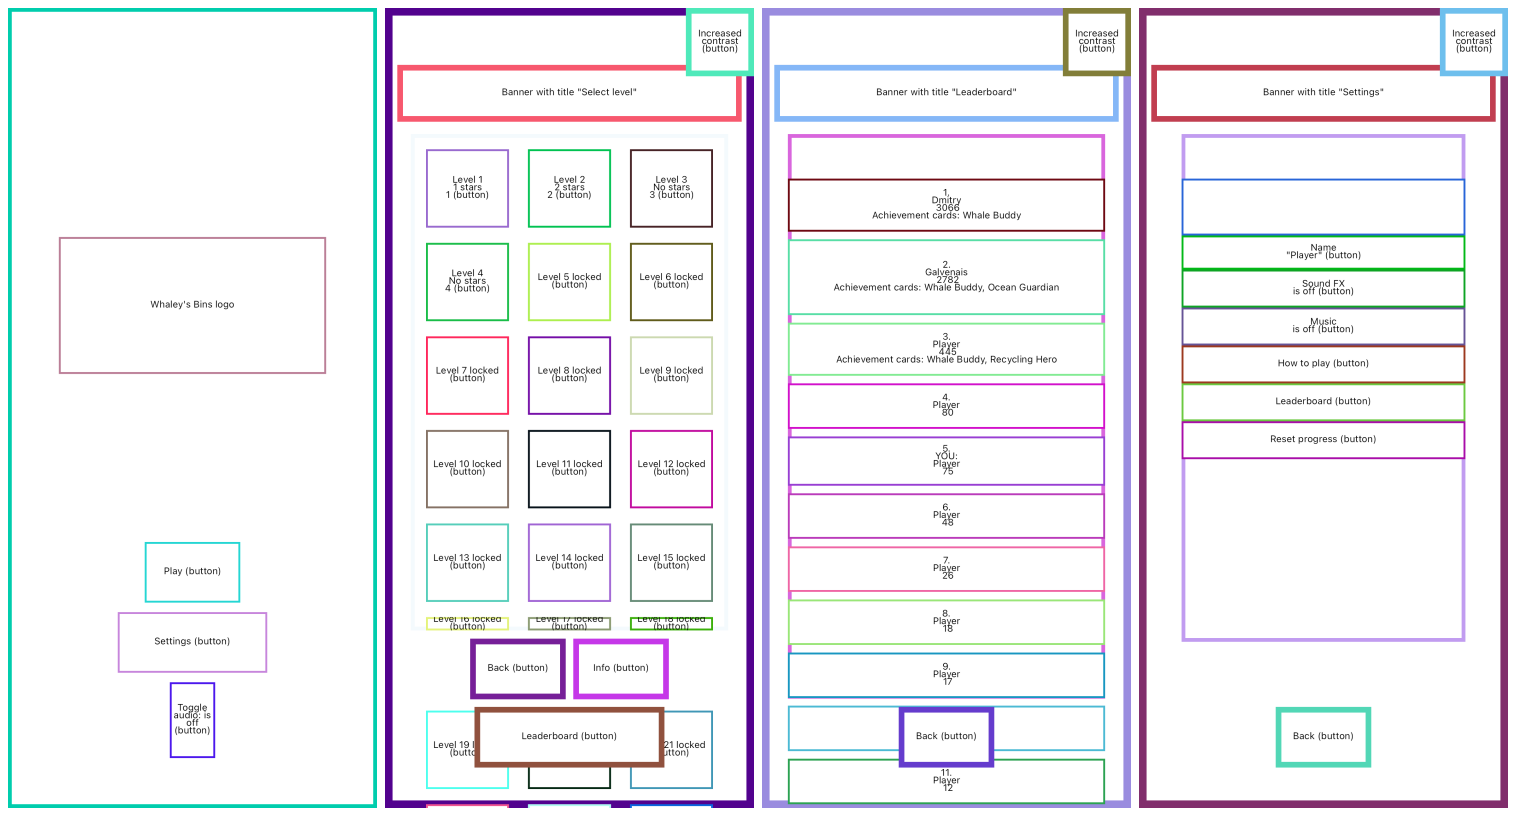 Whaley's Bins logo
Play (button)
Settings (button)
Toggle
audio: is
off
(button)
Increased
contrast
(button)
Banner with title "Select level"
Level 1
1 stars
1 (button)
Level 2
2 stars
2 (button)
Level 3
No stars
3 (button)
Level 4
No stars
4 (button)
Level 5 locked
(button)
Level 6 locked
(button)
Level 7 locked
(button)
Level 8 locked
(button)
Level 9 locked
(button)
Level 10 locked
(button)
Level 11 locked
(button)
Level 12 locked
(button)
Level 13 locked
(button)
Level 14 locked
(button)
Level 15 locked
(button)
Level 16 locked
(button)
Level 17 locked
(button)
Level 18 locked
(button)
Back (button)
Info (button)
Level 19
Leaderboard (button)
21 locked
Increased
contrast
(button)
Banner with title "Leaderboard"
1.
Dmitry
3066
Achievement cards: Whale Buddy
2.
Galvenais
2782
Achievement cards: Whale Buddy, Ocean Guardian
3.
Player
445
Achievement cards: Whale Buddy, Recycling Hero
4.
Player
80
5.
YOU:
Player
75
6.
Player
48
7.
Player
26
8.
Player
18
9.
Player
17
Back (button)
11.
Player
12
Increased
contrast
(button)
Banner with title "Settings"
Name
"Player" (button)
Sound FX
is off (button)
Music
is off (button)
How to play (button)
Leaderboard (button)
Reset progress (button)
Back (button)